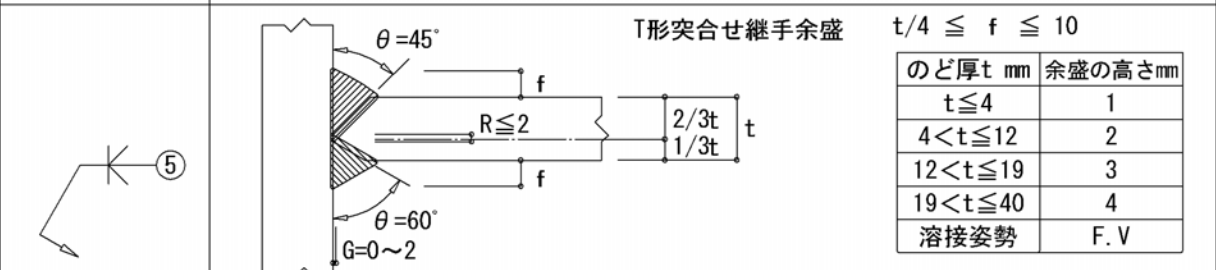 T形突合せ継手余盛 t/4 ≦ f ≦ 10
θ=45°
f
R≦2
2/3t
1/3t
t
f
θ=60°
G=0～2
⑤
のど厚t mm 余盛の高さmm
t≦4 1
4<t≦12 2
12<t≦19 3
19<t≦40 4
溶接姿勢 F.V